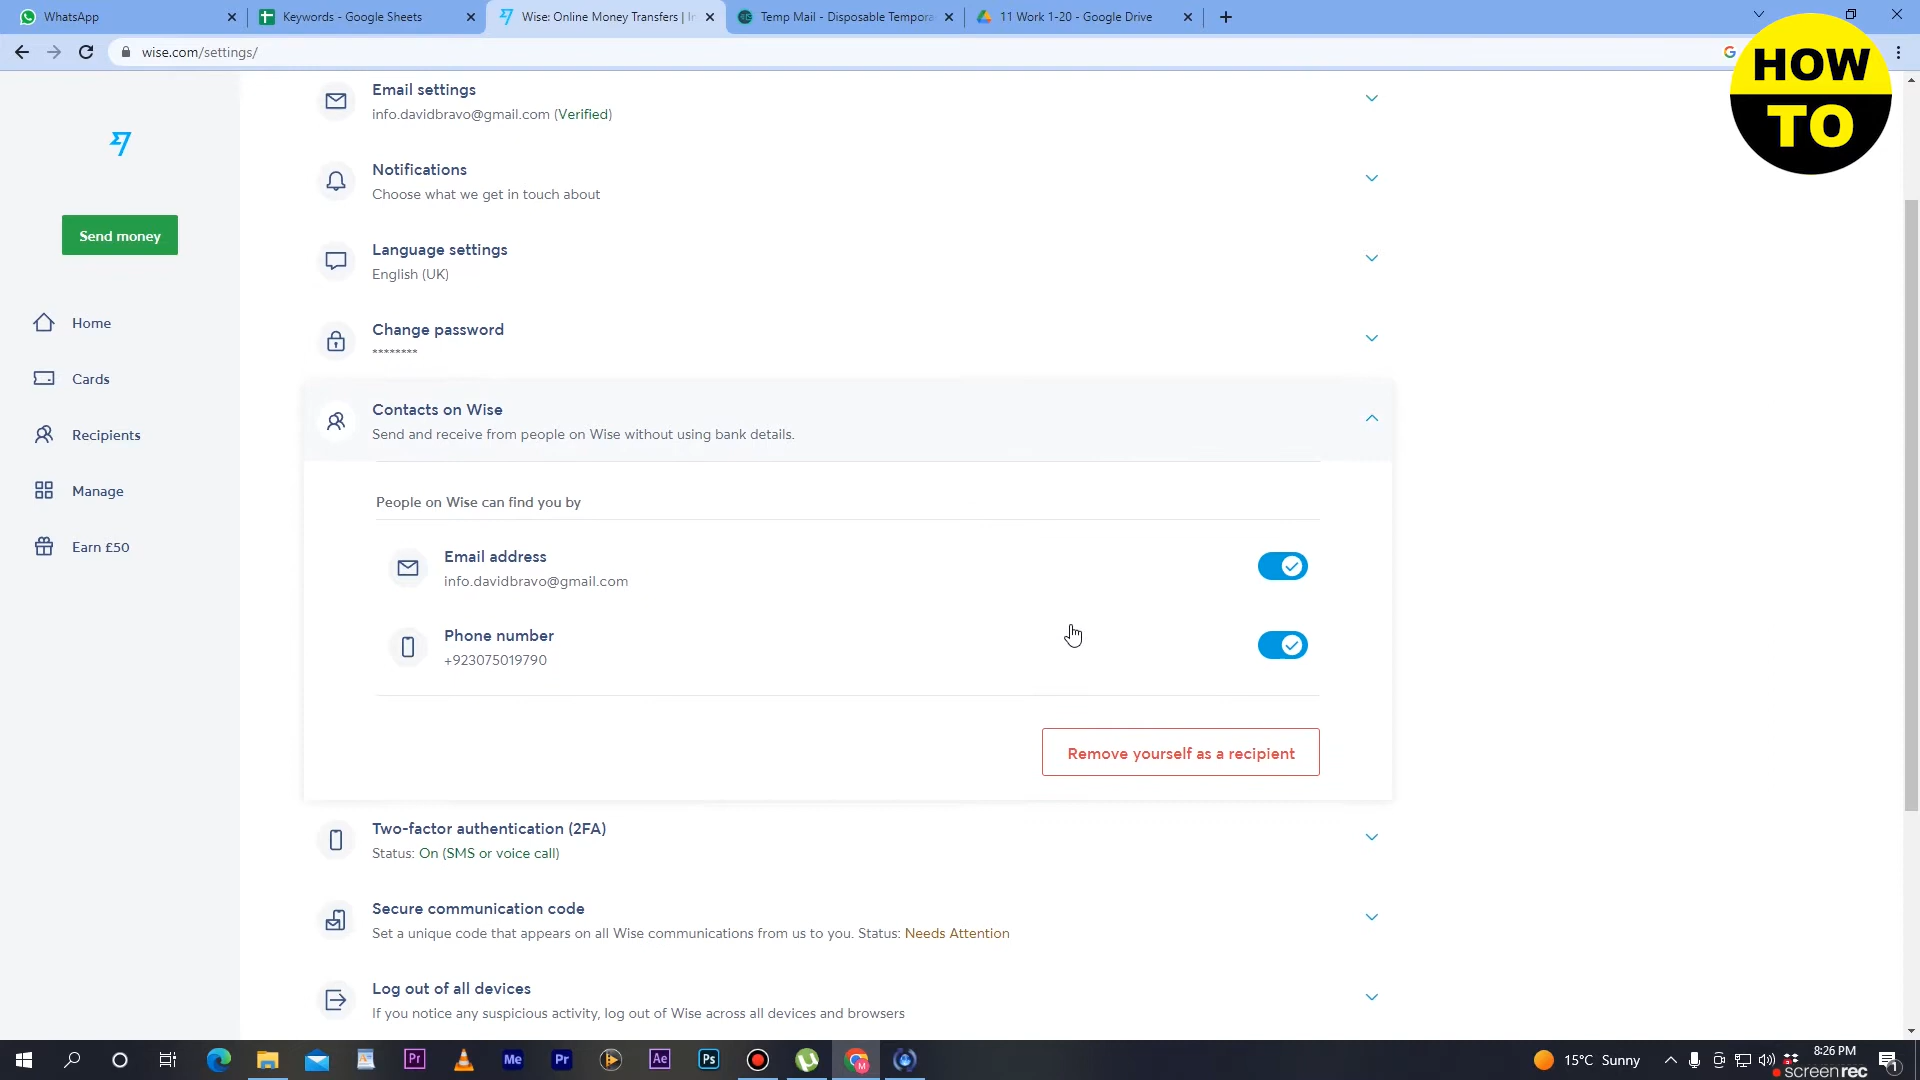 WhatsApp
Keywords - Google Sheets
Wise: Online Money Transfers | In
Temp Mail - Disposable Tempora
11 Work 1-20 - Google Drive
wise.com/settings/
HOW
TO
Email settings
info.davidbravo@gmail.com (Verified)
Notifications
Choose what we get in touch about
Send money
Language settings
English (UK)
Home
Change password
********
Cards
Contacts on Wise
Send and receive from people on Wise without using bank details.
Recipients
Manage
People on Wise can find you by
Earn £50
Email address
info.davidbravo@gmail.com
Phone number
+923075019790
Remove yourself as a recipient
Two-factor authentication (2FA)
Status: On (SMS or voice call)
Secure communication code
Set a unique code that appears on all Wise communications from us to you. Status: Needs Attention
Log out of all devices
If you notice any suspicious activity, log out of Wise across all devices and browsers
Pr
Me
Pr
Ae
Ps
M
15°C Sunny
8:26 PM
1
screenrec